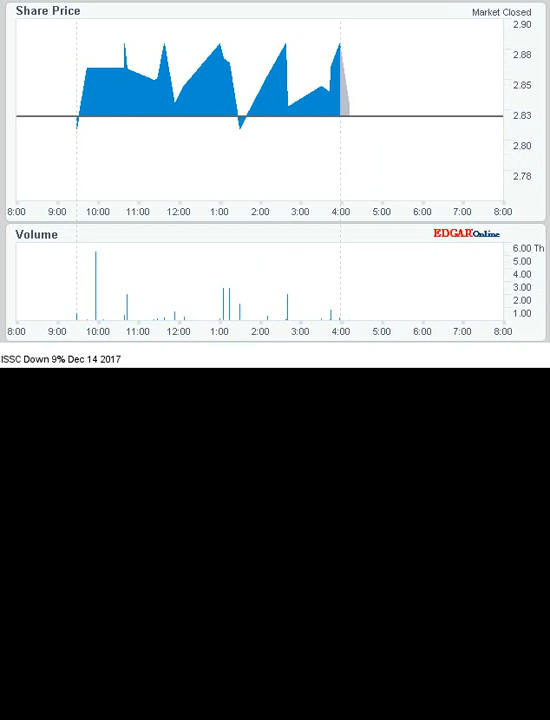 Share Price
Market Closed
2.90
2.88
2.85
2.83
2.80
2.78
8:00 9:00 10:00 11:00 12:00 1:00 2:00 3:00 4:00 5:00 6:00 7:00 8:00
Volume
EDGAR Online
6.00 Th
5.00
4.00
3.00
2.00
1.00
8:00 9:00 10:00 11:00 12:00 1:00 2:00 3:00 4:00 5:00 6:00 7:00 8:00
ISSC Down 9% Dec 14 2017